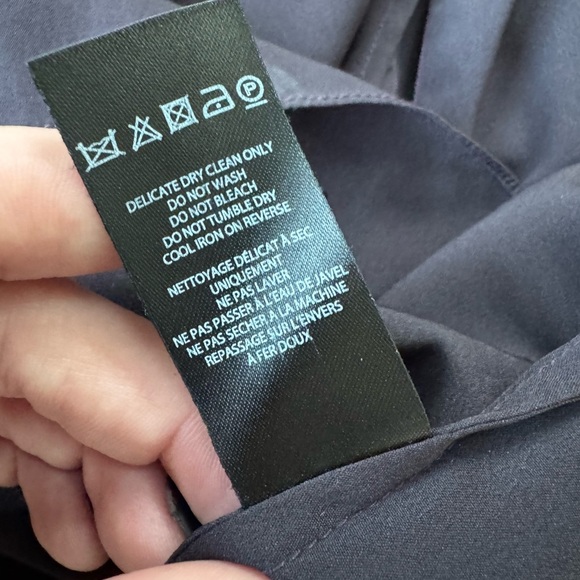 P
DELICATE DRY CLEAN ONLY
DO NOT WASH
DO NOT BLEACH
DO NOT TUMBLE DRY
COOL IRON ON REVERSE
NETTOYAGE DÉLICAT À SEC
UNIQUEMENT
NE PAS LAVER
NE PAS PASSER À L'EAU DE JAVEL
NE PAS SÉCHER À LA MACHINE
REPASSAGE SUR L'ENVERS
À FER DOUX